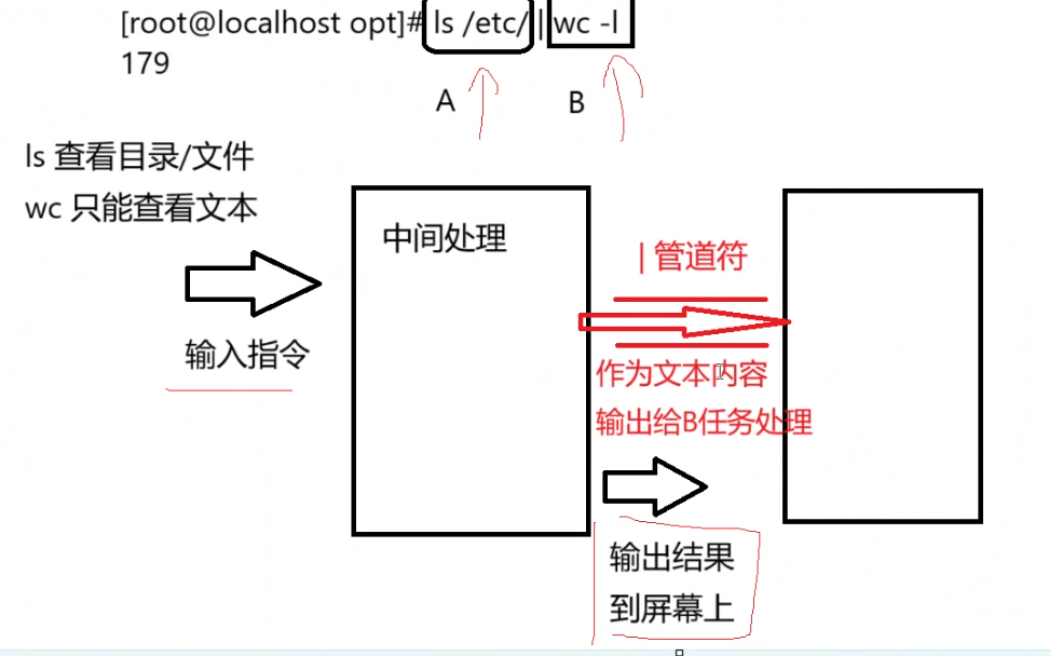 [root@localhost opt]# ls /etc/ | wc -l
179
A
B
ls 查看目录/文件
wc 只能查看文本
中间处理
| 管道符
输入指令
作为文本内容
输出给B任务处理
输出结果
到屏幕上